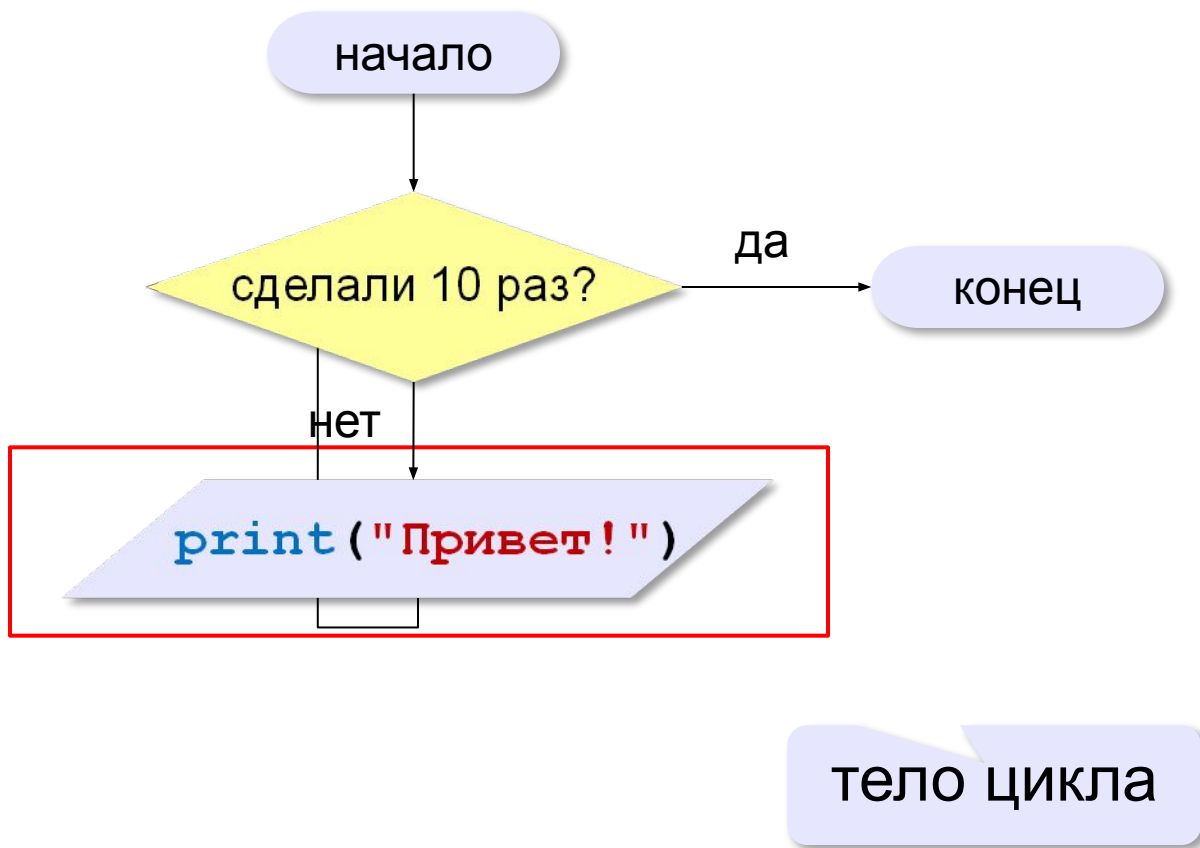 начало
сделали 10 раз?
да
конец
нет
print("Привет!")
тело цикла